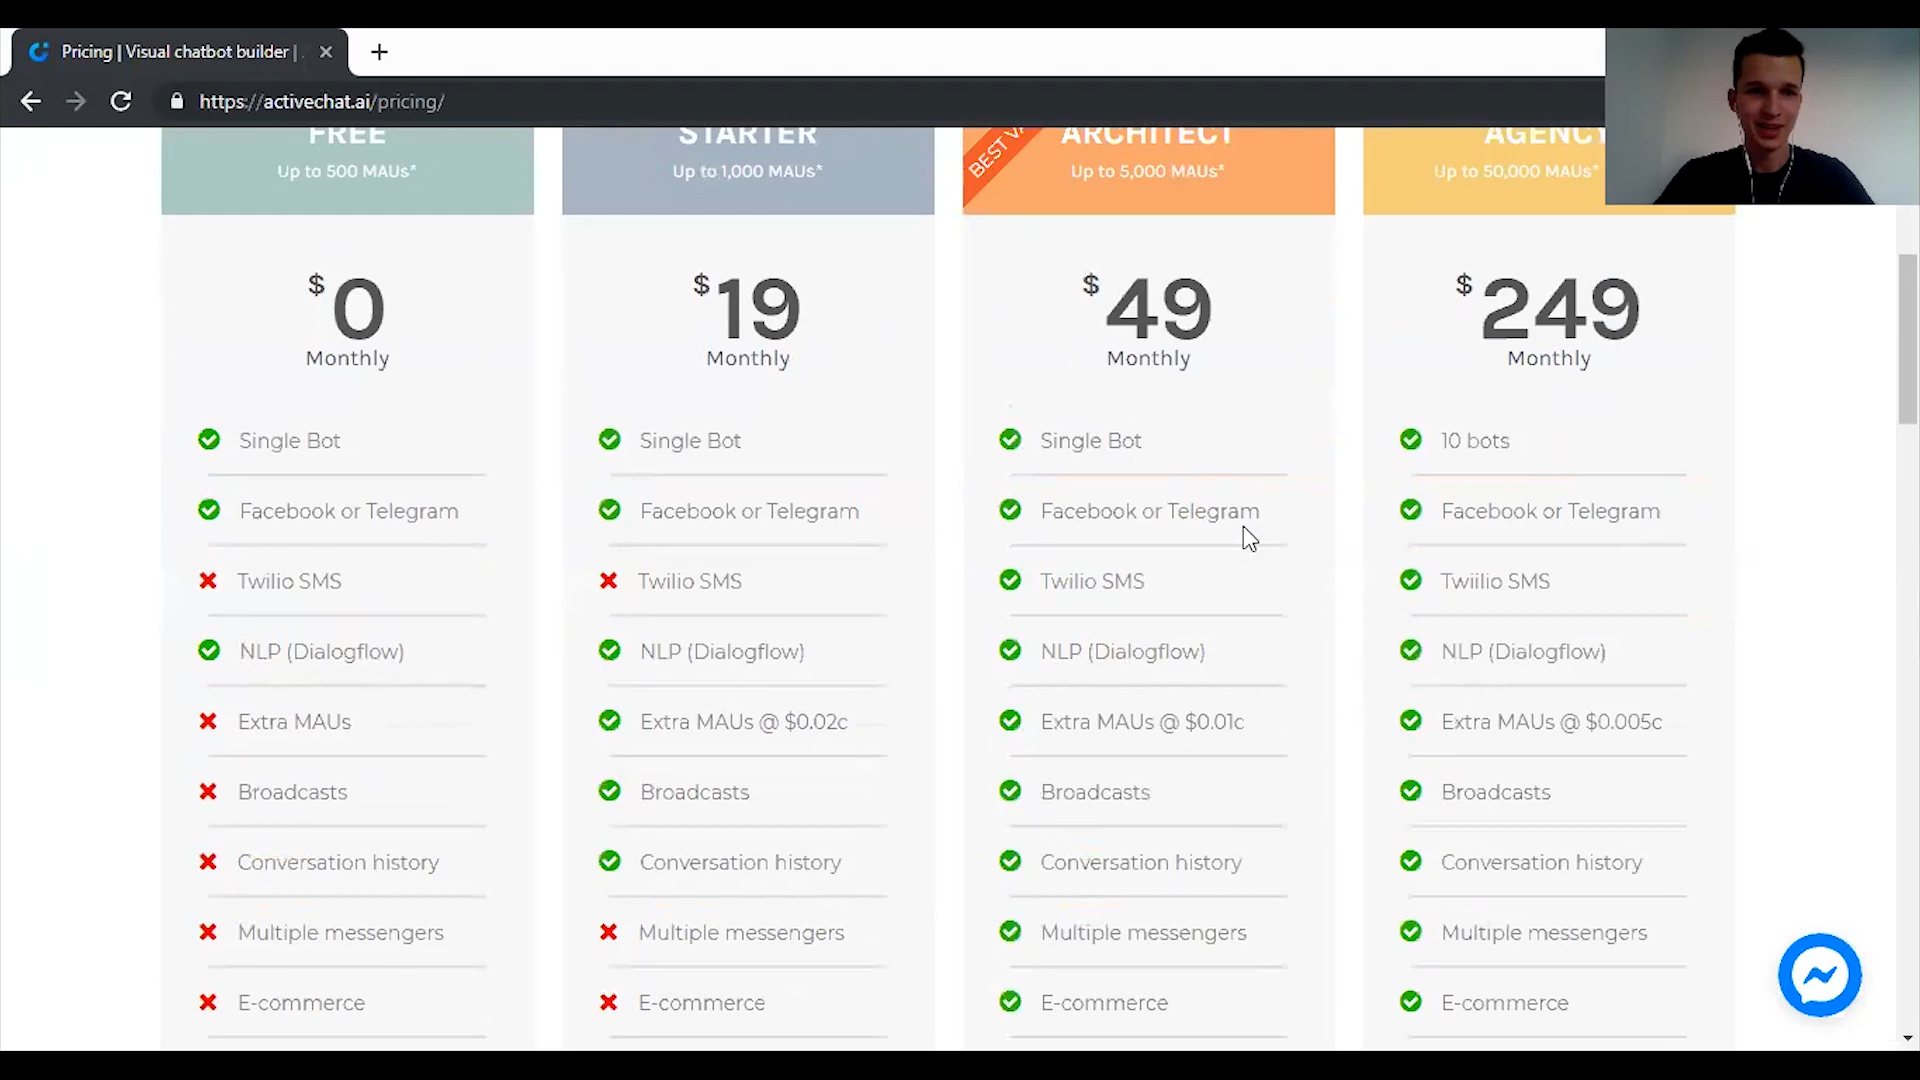 Pricing | Visual chatbot builder |
https://activechat.ai/pricing/
FREE
Up to 500 MAUs*
$0
Monthly
Single Bot
Facebook or Telegram
Twilio SMS
NLP (Dialogflow)
Extra MAUs
Broadcasts
Conversation history
Multiple messengers
E-commerce
STARTER
Up to 1,000 MAUs*
$19
Monthly
Single Bot
Facebook or Telegram
Twilio SMS
NLP (Dialogflow)
Extra MAUs @ $0.02c
Broadcasts
Conversation history
Multiple messengers
E-commerce
BEST
ARCHITECT
Up to 5,000 MAUs*
$49
Monthly
Single Bot
Facebook or Telegram
Twilio SMS
NLP (Dialogflow)
Extra MAUs @ $0.01c
Broadcasts
Conversation history
Multiple messengers
E-commerce
AGENCY
Up to 50,000 MAUs*
$249
Monthly
10 bots
Facebook or Telegram
Twiilio SMS
NLP (Dialogflow)
Extra MAUs @ $0.005c
Broadcasts
Conversation history
Multiple messengers
E-commerce